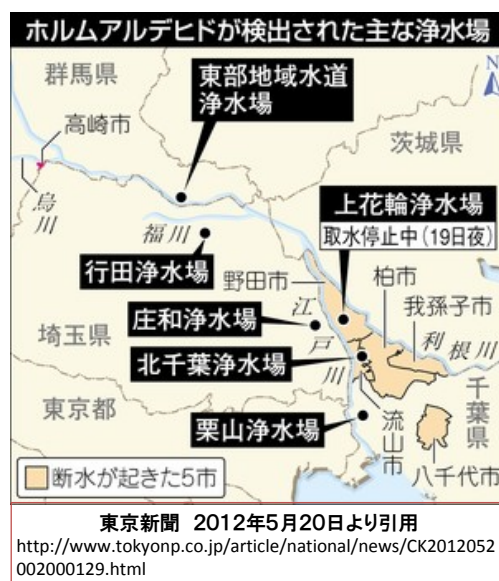 ホルムアルデヒドが検出された主な浄水場
群馬県
東部地域水道
浄水場
N
高崎市
茨城県
烏川
上花輪浄水場
取水停止中(19日夜)
福川
行田浄水場
野田市
柏市
江戸川
我孫子市
庄和浄水場
利根川
埼玉県
北千葉浄水場
東京都
流山市
千葉県
栗山浄水場
八千代市
断水が起きた5市
東京新聞 2012年5月20日より引用
http://www.tokyonp.co.jp/article/national/news/CK2012052
002000129.html